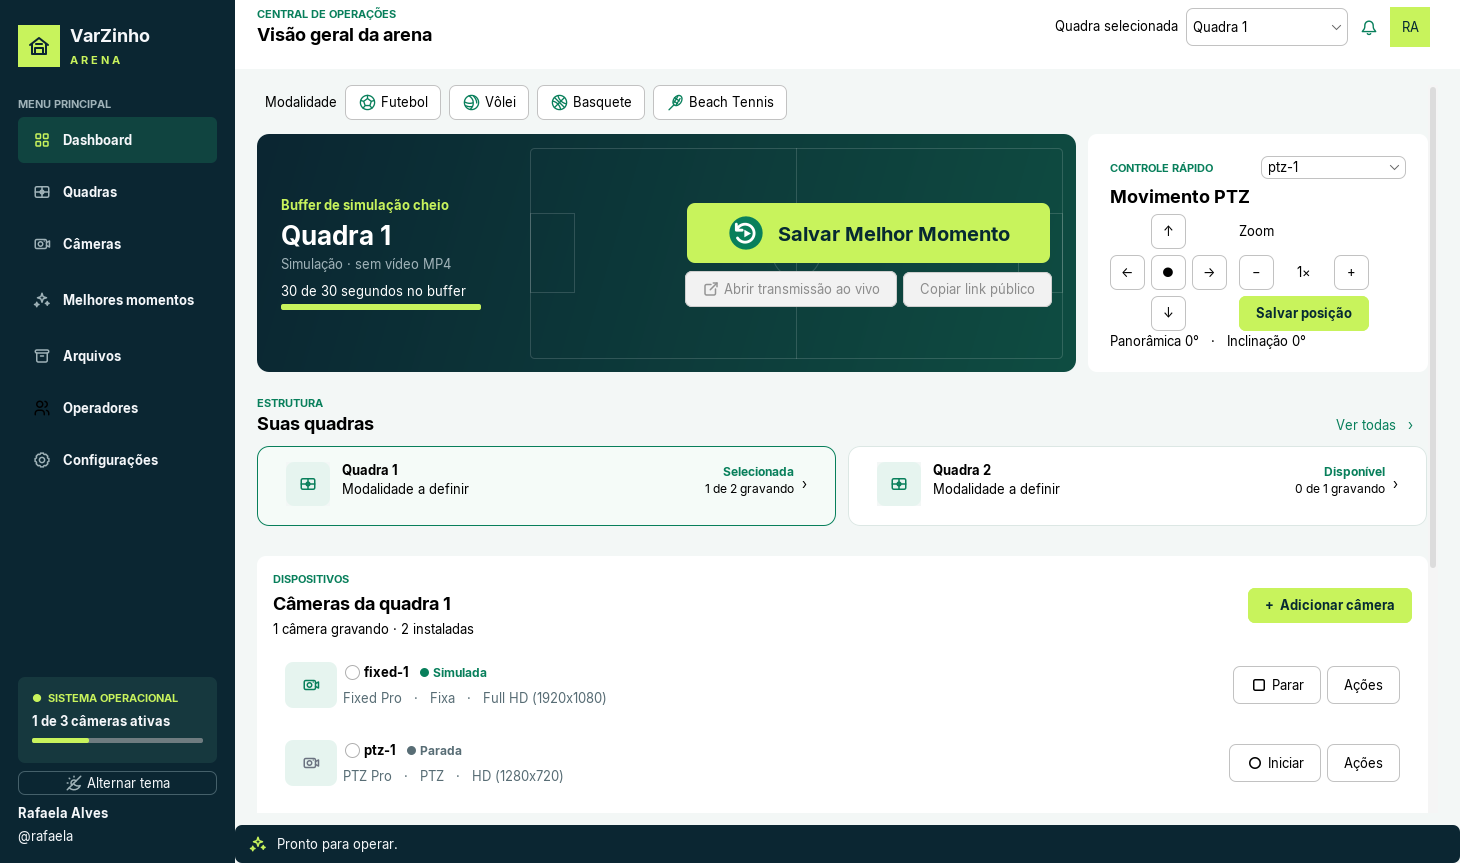 VarZinho
ARENA
MENU PRINCIPAL
Dashboard
Quadras
Câmeras
Melhores momentos
Arquivos
Operadores
Configurações
SISTEMA OPERACIONAL
1 de 3 câmeras ativas
Alternar tema
Rafaela Alves
@rafaela
CENTRAL DE OPERAÇÕES
Visão geral da arena
Quadra selecionada Quadra 1 RA
Modalidade Futebol Vôlei Basquete Beach Tennis
Buffer de simulação cheio
Quadra 1
Simulação · sem vídeo MP4
30 de 30 segundos no buffer
Salvar Melhor Momento
Abrir transmissão ao vivo Copiar link público
CONTROLE RÁPIDO ptz-1
Movimento PTZ
↑ Zoom
← ● → − 1× +
↓ Salvar posição
Panorâmica 0° · Inclinação 0°
ESTRUTURA
Suas quadras
Ver todas ›
Quadra 1
Modalidade a definir
Selecionada
1 de 2 gravando ›
Quadra 2
Modalidade a definir
Disponível
0 de 1 gravando ›
DISPOSITIVOS
Câmeras da quadra 1
1 câmera gravando · 2 instaladas
+ Adicionar câmera
fixed-1 ● Simulada
Fixed Pro · Fixa · Full HD (1920x1080)
Parar Ações
ptz-1 ● Parada
PTZ Pro · PTZ · HD (1280x720)
Iniciar Ações
Pronto para operar.